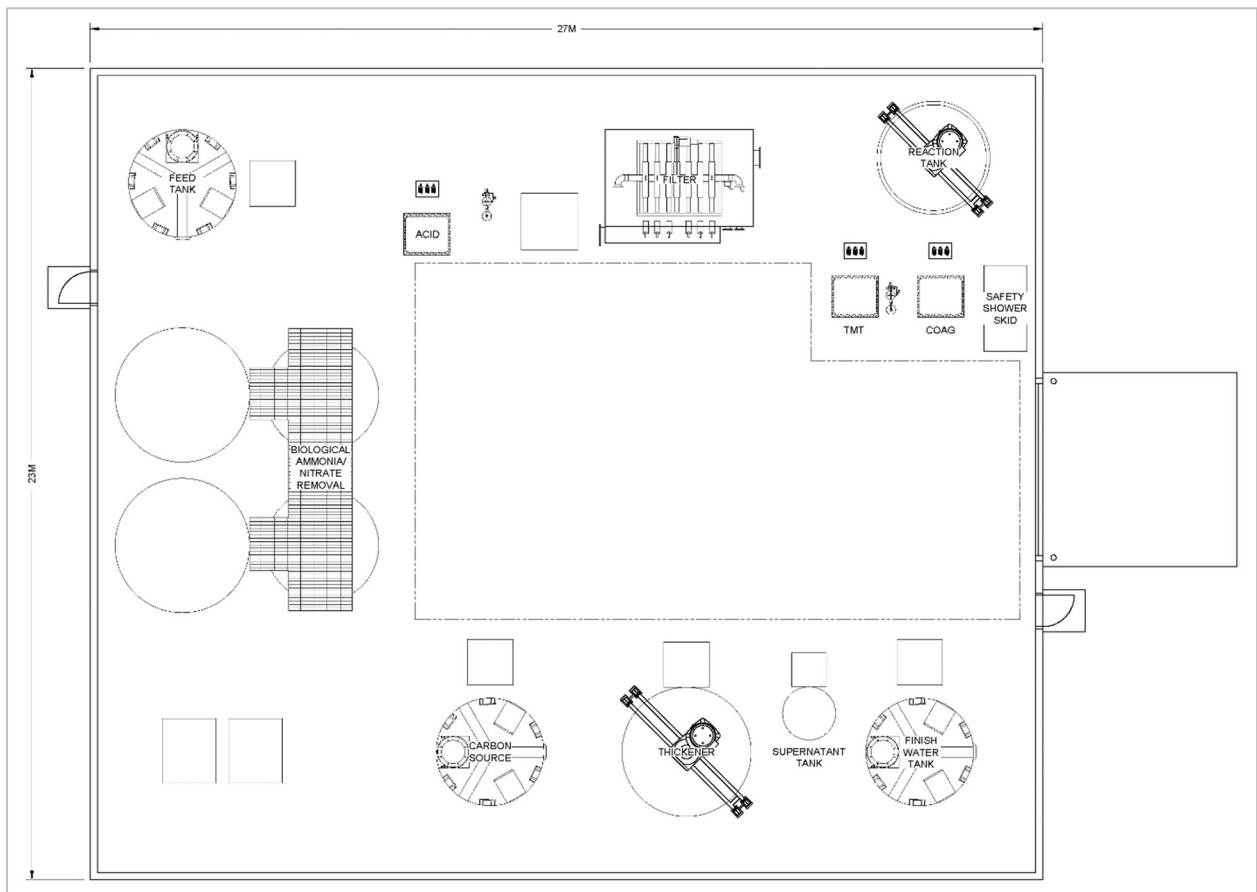 27M
FEED
TANK
FILTER
REACTION
TANK
ACID
SAFETY
SHOWER
SKID
TMT
COAG
BIOLOGICAL
AMMONIA/
NITRATE
REMOVAL
23M
CARBON
SOURCE
THICKENER
SUPERNATANT
TANK
FINISH
WATER
TANK